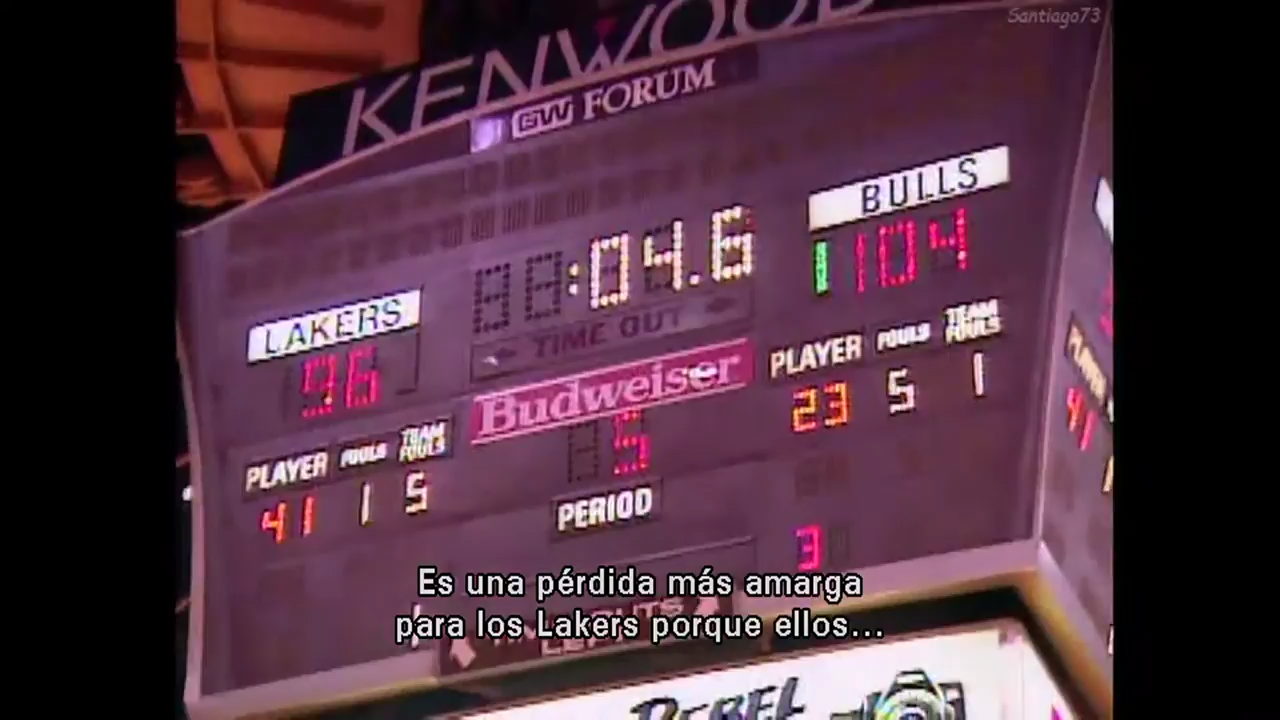 Santiago73
KENWOOD
GW FORUM
BULLS
:04.6
1 104
LAKERS
TIME OUT
96
Budweiser
PLAYER FOULS TEAM FOULS
23 5 1
5
PLAYER FOULS TEAM FOULS
41 1 5
41
PERIOD
3
Es una pérdida más amarga
para los Lakers porque ellos...
REBEL